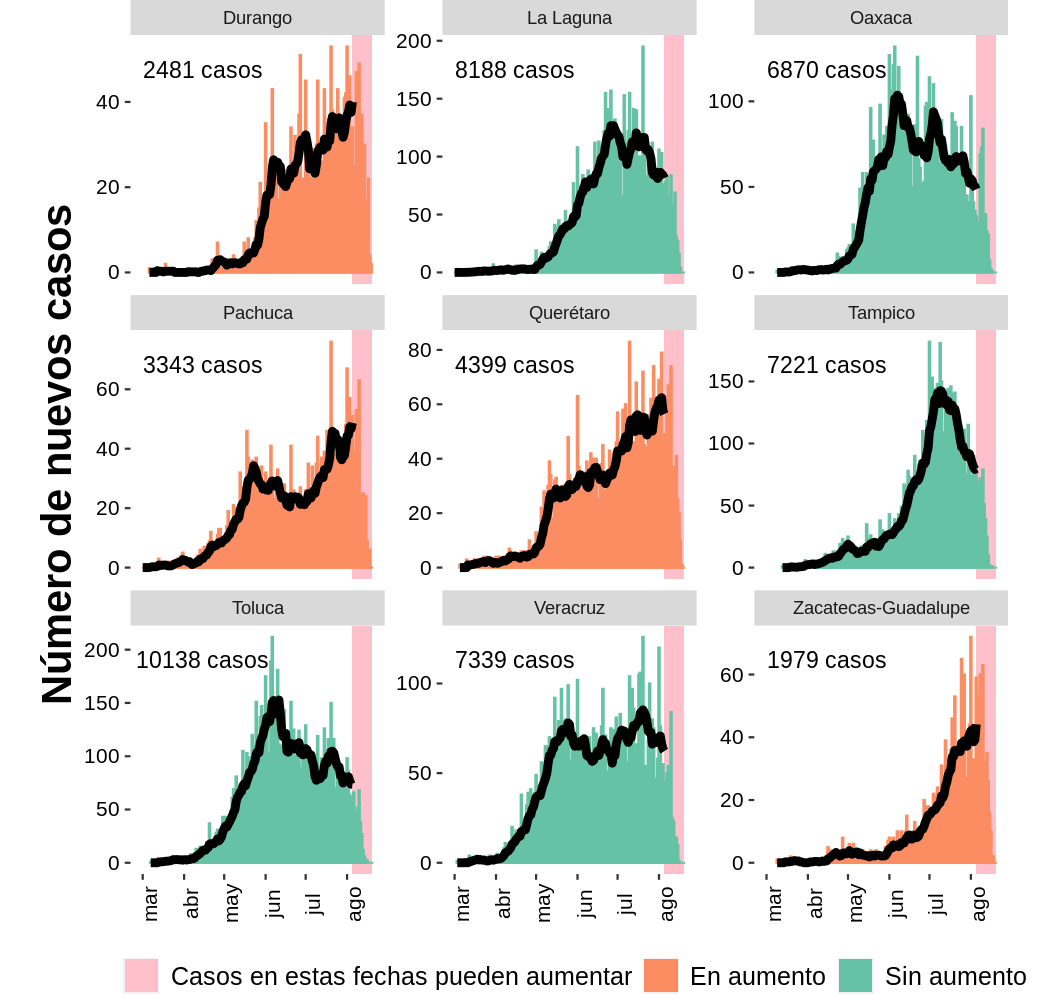 Número de nuevos casos
Durango
2481 casos
40
20
0
La Laguna
8188 casos
200
150
100
50
0
Oaxaca
6870 casos
100
50
0
Pachuca
3343 casos
60
40
20
0
Querétaro
4399 casos
80
60
40
20
0
Tampico
7221 casos
150
100
50
0
Toluca
10138 casos
200
150
100
50
0
mar abr may jun jul ago
Veracruz
7339 casos
100
50
0
mar abr may jun jul ago
Zacatecas-Guadalupe
1979 casos
60
40
20
0
mar abr may jun jul ago
Casos en estas fechas pueden aumentar En aumento Sin aumento